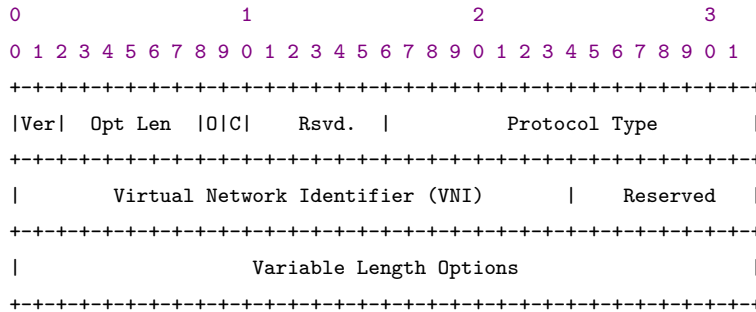 0                   1                   2                   3
0 1 2 3 4 5 6 7 8 9 0 1 2 3 4 5 6 7 8 9 0 1 2 3 4 5 6 7 8 9 0 1
+-+-+-+-+-+-+-+-+-+-+-+-+-+-+-+-+-+-+-+-+-+-+-+-+-+-+-+-+-+-+-+-
|Ver|  Opt Len  |O|C|    Rsvd.  |          Protocol Type        |
+-+-+-+-+-+-+-+-+-+-+-+-+-+-+-+-+-+-+-+-+-+-+-+-+-+-+-+-+-+-+-+-
|        Virtual Network Identifier (VNI)       |    Reserved   |
+-+-+-+-+-+-+-+-+-+-+-+-+-+-+-+-+-+-+-+-+-+-+-+-+-+-+-+-+-+-+-+-
|                    Variable Length Options                    |
+-+-+-+-+-+-+-+-+-+-+-+-+-+-+-+-+-+-+-+-+-+-+-+-+-+-+-+-+-+-+-+-